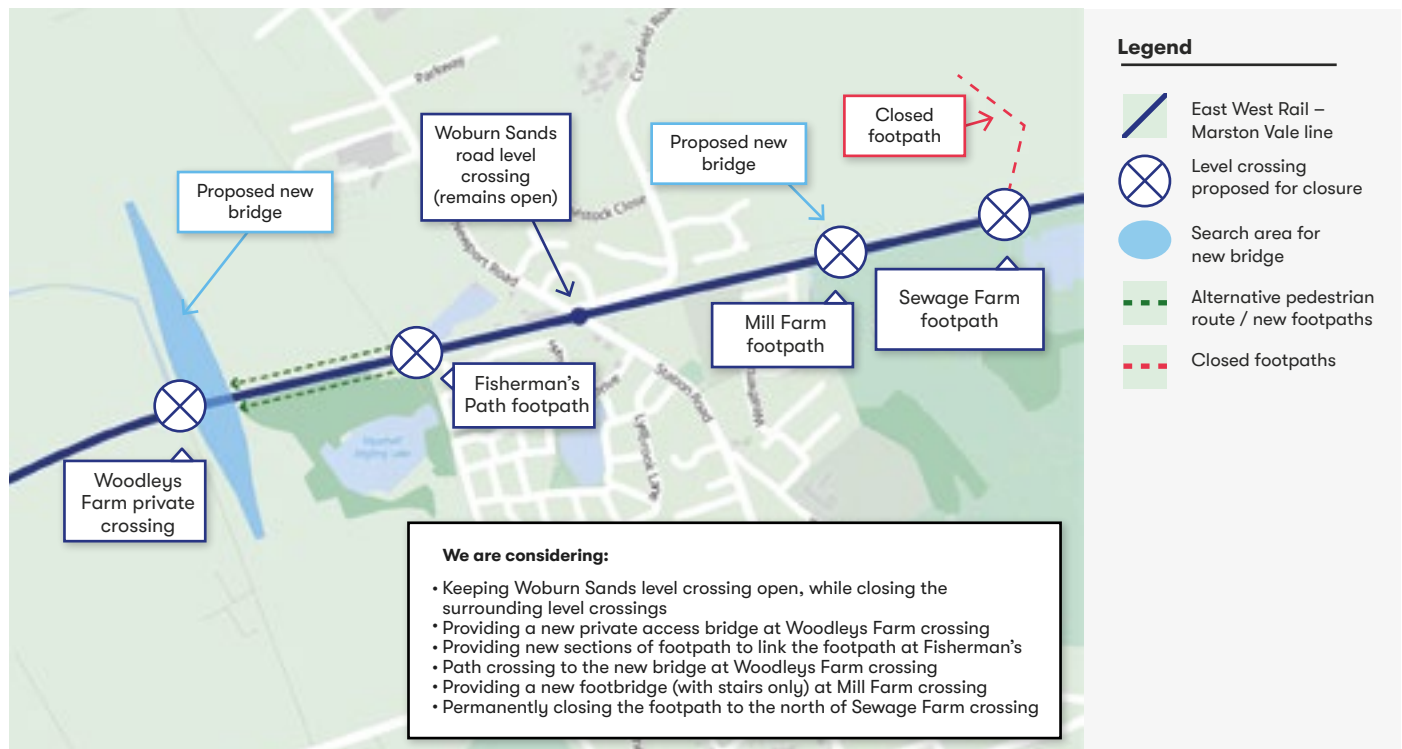 Parkway
Cranfield Road
Woburn Sands
road level
crossing
(remains open)
Proposed new
bridge
Closed
footpath
Proposed new
bridge
Close
Newport Road
Sewage Farm
footpath
Mill Farm
footpath
Fisherman's
Path footpath
Station Road
Woodleys
Farm private
crossing
We are considering:
• Keeping Woburn Sands level crossing open, while closing the
surrounding level crossings
• Providing a new private access bridge at Woodleys Farm crossing
• Providing new sections of footpath to link the footpath at Fisherman's
• Path crossing to the new bridge at Woodleys Farm crossing
• Providing a new footbridge (with stairs only) at Mill Farm crossing
• Permanently closing the footpath to the north of Sewage Farm crossing
Legend
East West Rail –
Marston Vale line
Level crossing
proposed for closure
Search area for
new bridge
Alternative pedestrian
route / new footpaths
Closed footpaths